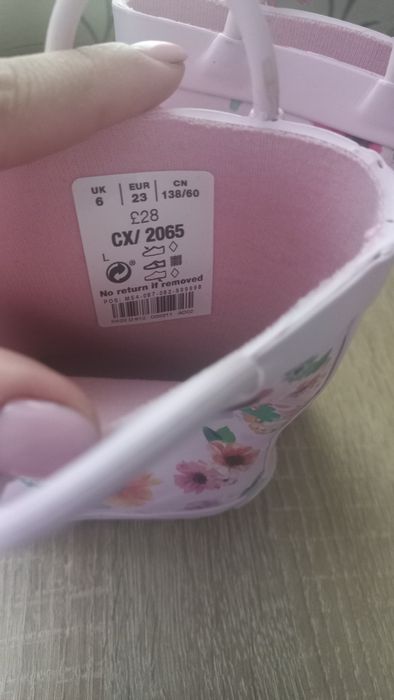 UK EUR CN
6 23 138/60
£28
CX/ 2065
L ®
No return if removed